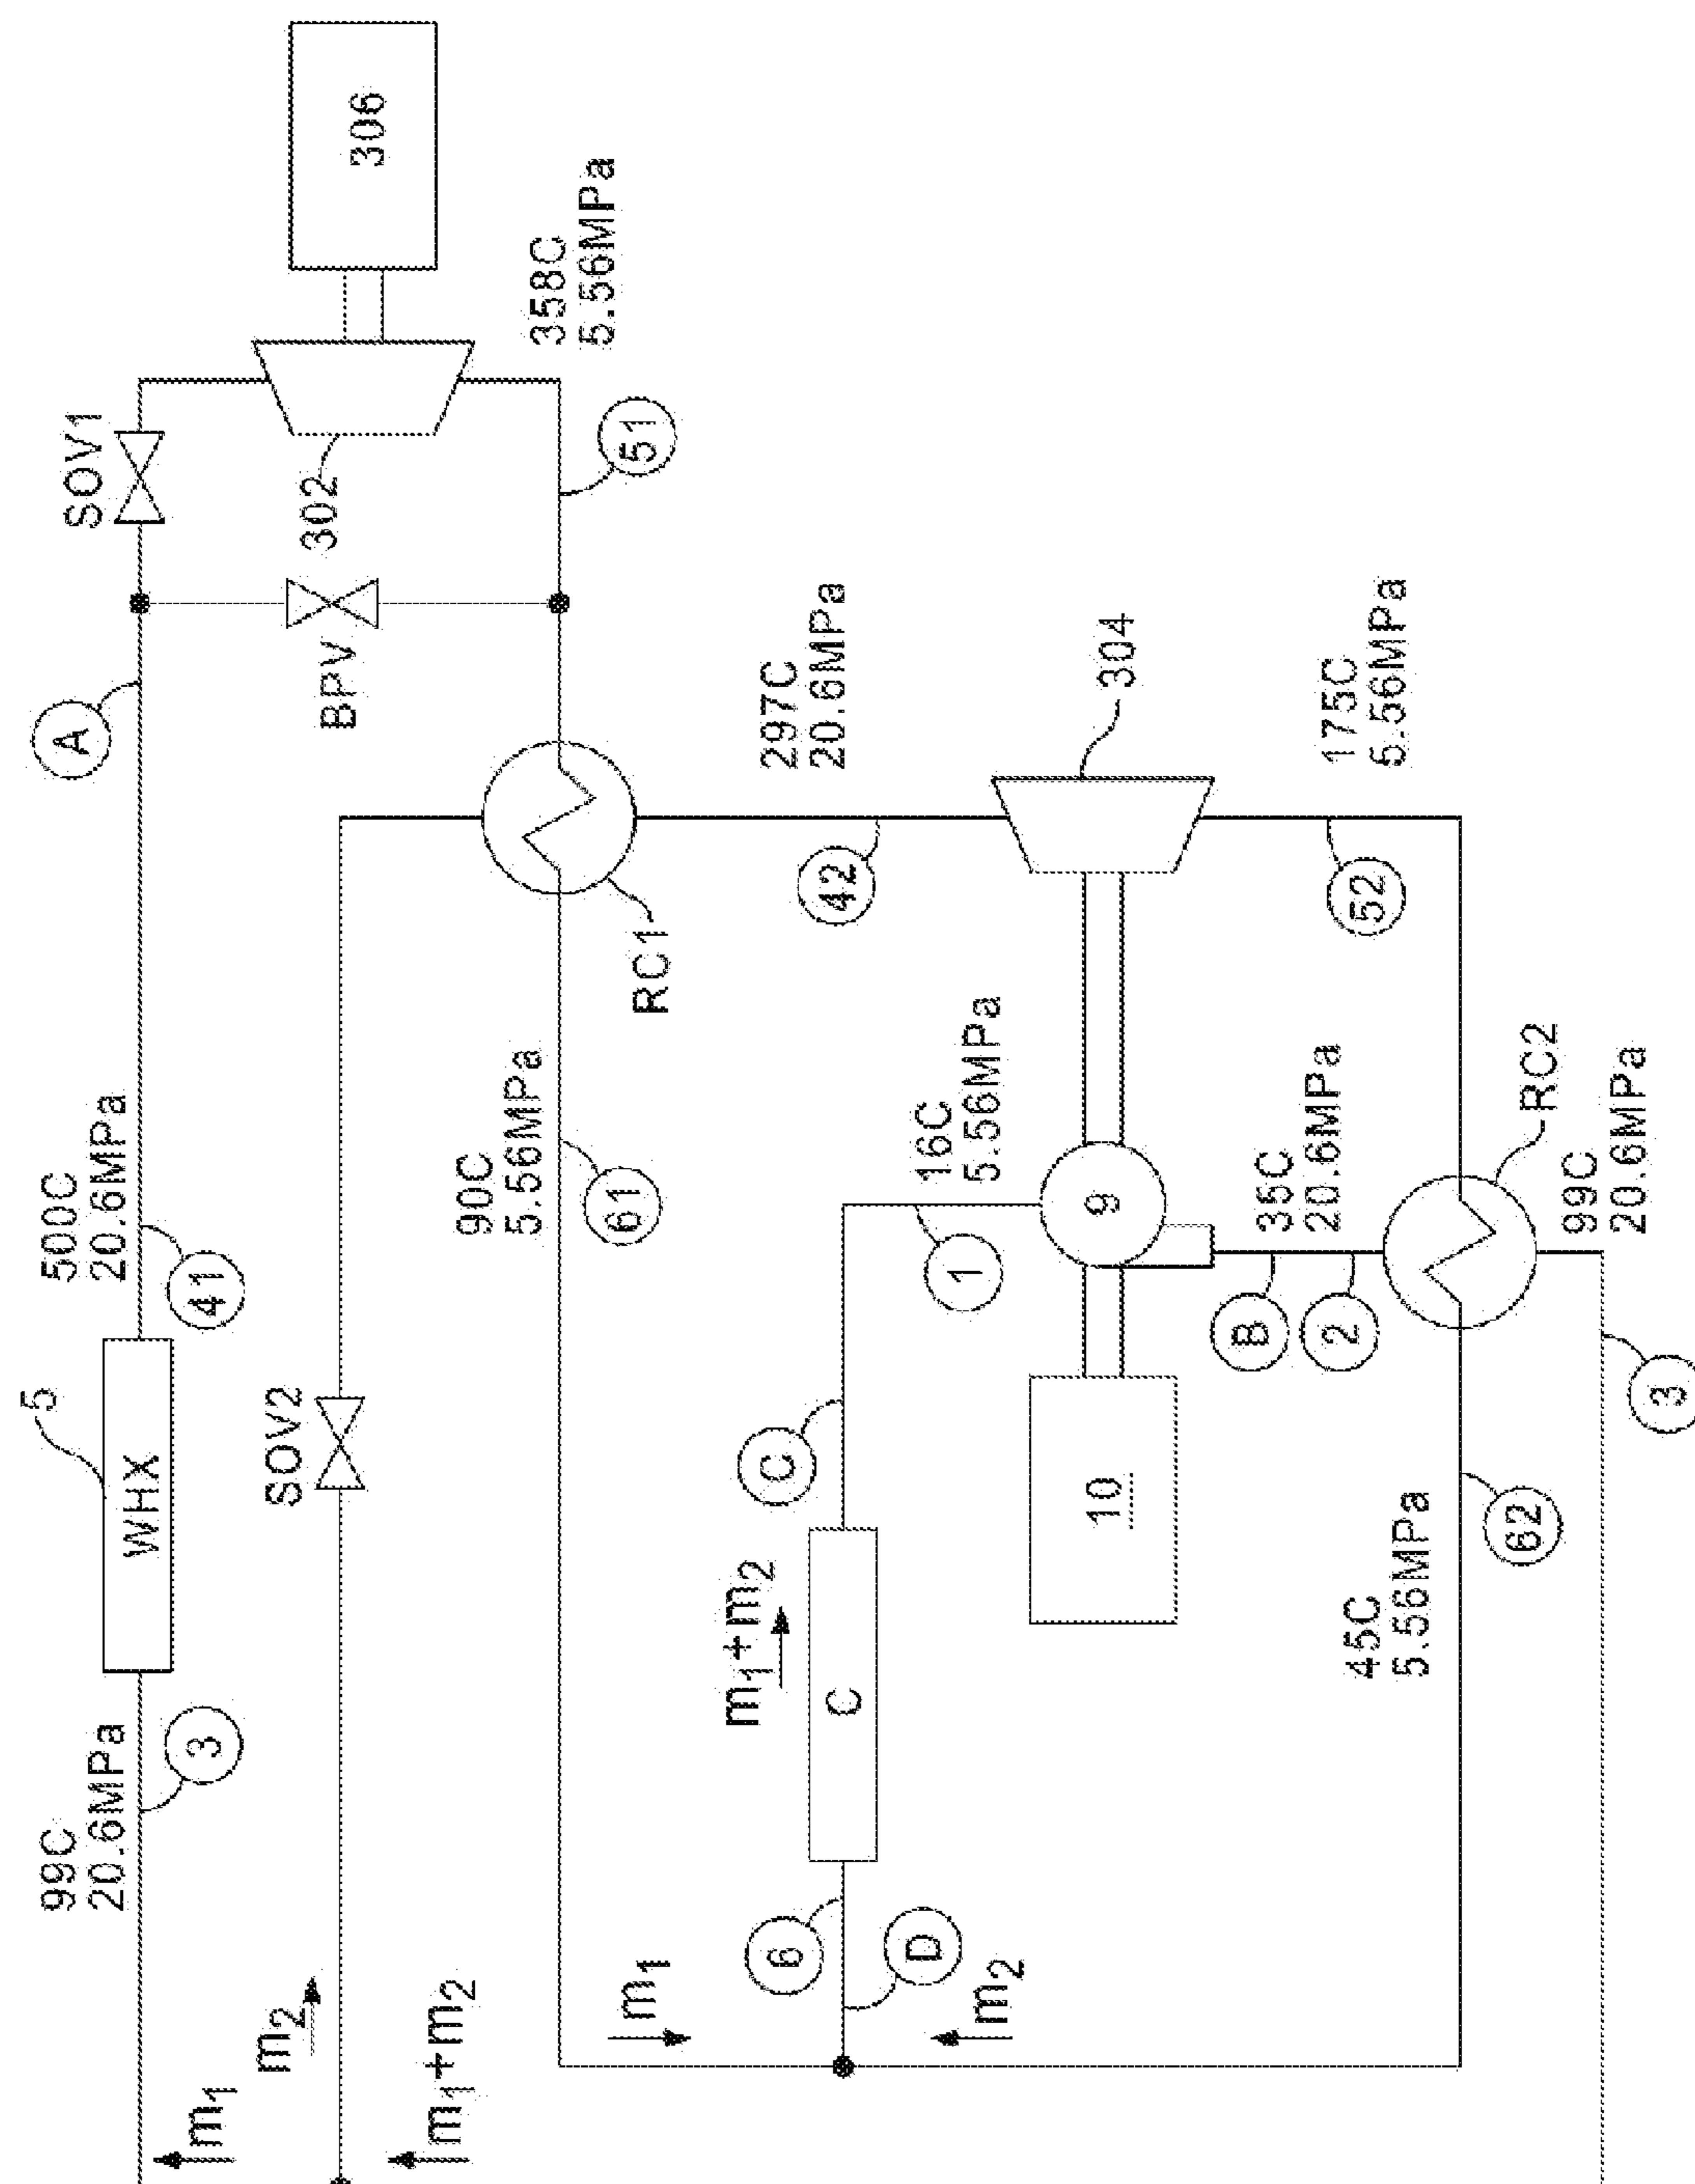 306
358C
5.56MPa
SOV1
302
51
A
BPV
297C
20.6MPa
304
175C
5.56MPa
42
52
RC1
500C
20.6MPa
41
90C
5.56MPa
61
16C
5.56MPa
1
9
35C
20.6MPa
RC2
99C
20.6MPa
B
2
3
5
WHX
SOV2
C
10
m₁+m₂
C
45C
5.56MPa
62
99C
20.6MPa
3
6
D
m₁
m₂
m₂
m₁
m₁+m₂